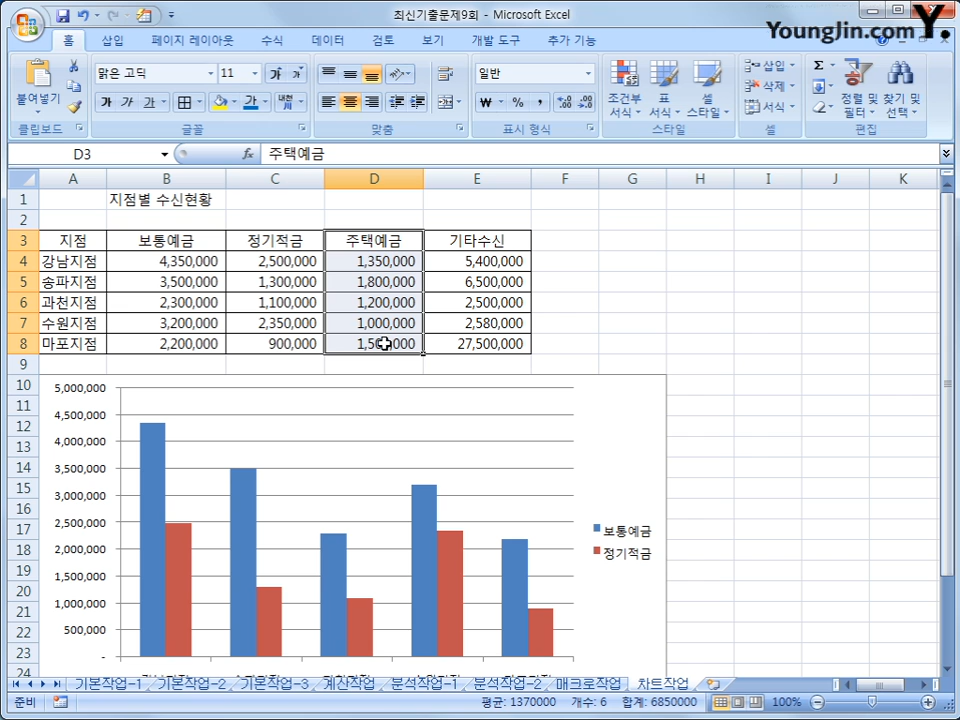 최신기출문제9회 - Microsoft Excel
YoungJin.com Y.
홈 삽입 페이지 레이아웃 수식 데이터 검토 보기 개발 도구 추가 기능
붙여넣기
맑은 고딕 11
가 가 가
일반
₩ % ,
조건부 서식
표 서식
셀 스타일
삽입
삭제
서식
Σ
정렬 및 필터
찾기 및 선택
클립보드 글꼴 맞춤 표시 형식 스타일 셀 편집
D3 fx 주택예금
A B C D E F G H I J K
1 지점별 수신현황
2
3 지점 보통예금 정기적금 주택예금 기타수신
4 강남지점 4,350,000 2,500,000 1,350,000 5,400,000
5 송파지점 3,500,000 1,300,000 1,800,000 6,500,000
6 과천지점 2,300,000 1,100,000 1,200,000 2,500,000
7 수원지점 3,200,000 2,350,000 1,000,000 2,580,000
8 마포지점 2,200,000 900,000 27,500,000
9
10 5,000,000
11 4,500,000
12 4,000,000
13 3,500,000
14
15 3,000,000
16 2,500,000
17 보통예금
18 2,000,000 정기적금
19 1,500,000
20 1,000,000
21
22 500,000
23 -
24
기본작업-1 기본작업-2 기본작업-3 계산작업 분석작업-1 분석작업-2 매크로작업 차트작업
준비 평균: 1370000 개수: 6 합계: 6850000 100%